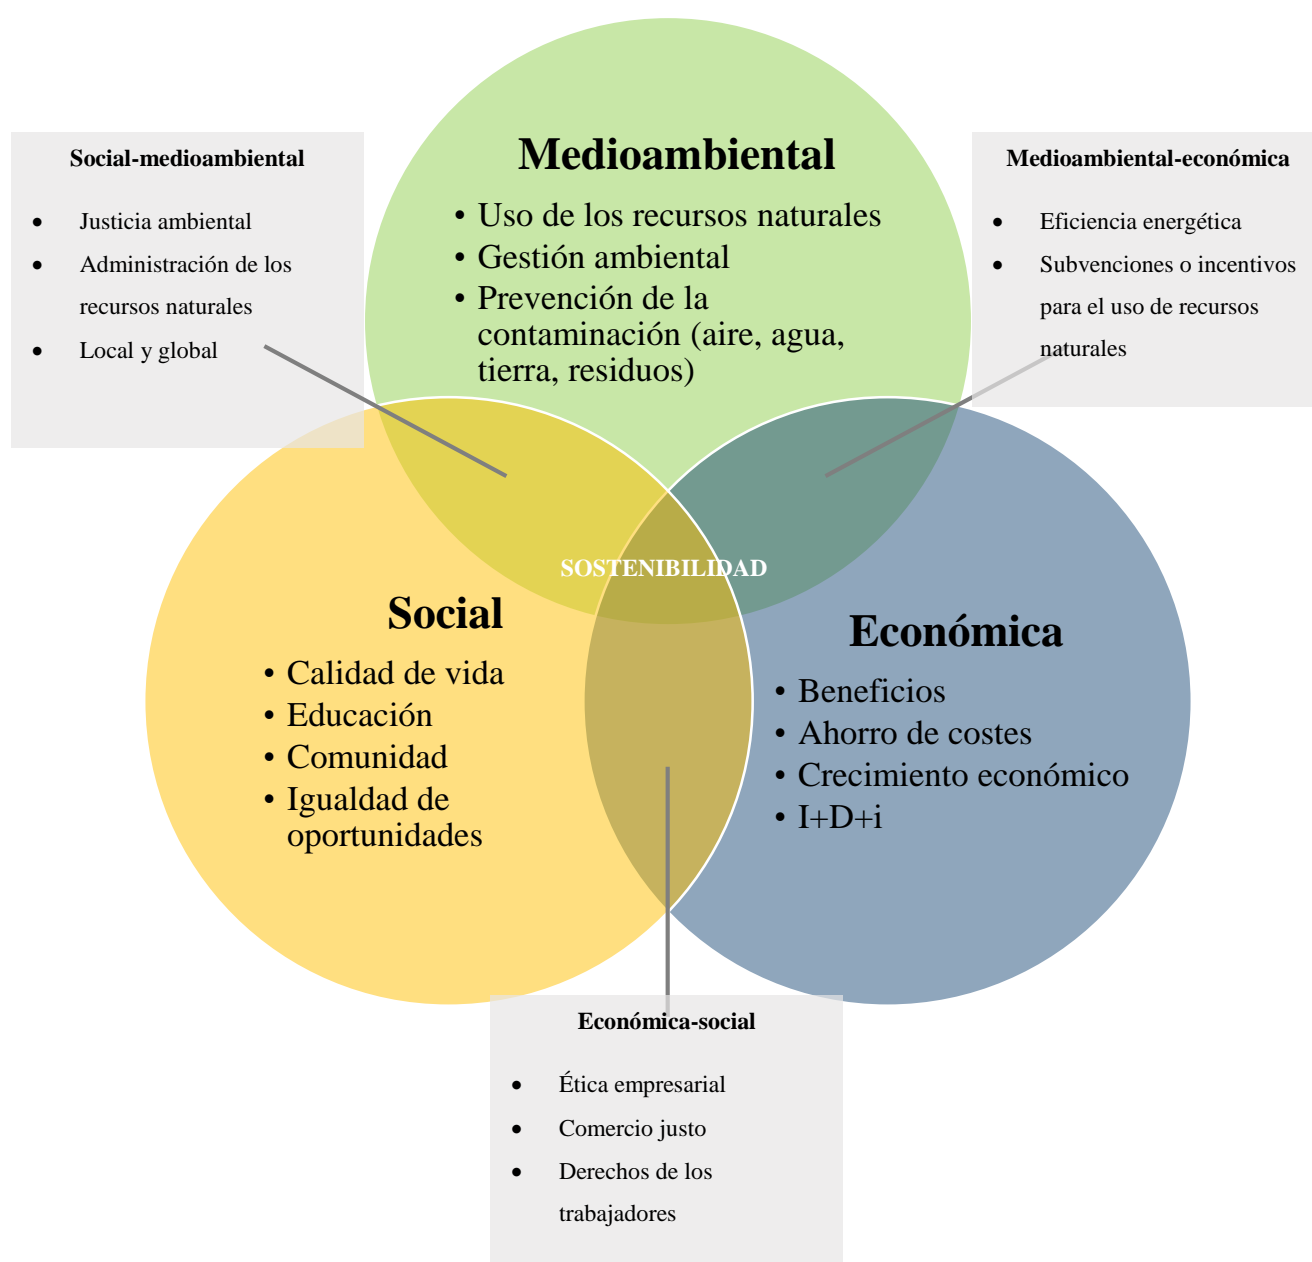 Medioambiental
• Uso de los recursos naturales
• Gestión ambiental
• Prevención de la
contaminación (aire, agua,
tierra, residuos)
Social-medioambiental
• Justicia ambiental
• Administración de los
recursos naturales
• Local y global
Medioambiental-económica
• Eficiencia energética
• Subvenciones o incentivos
para el uso de recursos
naturales
SOSTENIBILIDAD
Social
• Calidad de vida
• Educación
• Comunidad
• Igualdad de
oportunidades
Económica
• Beneficios
• Ahorro de costes
• Crecimiento económico
• I+D+i
Económica-social
• Ética empresarial
• Comercio justo
• Derechos de los
trabajadores